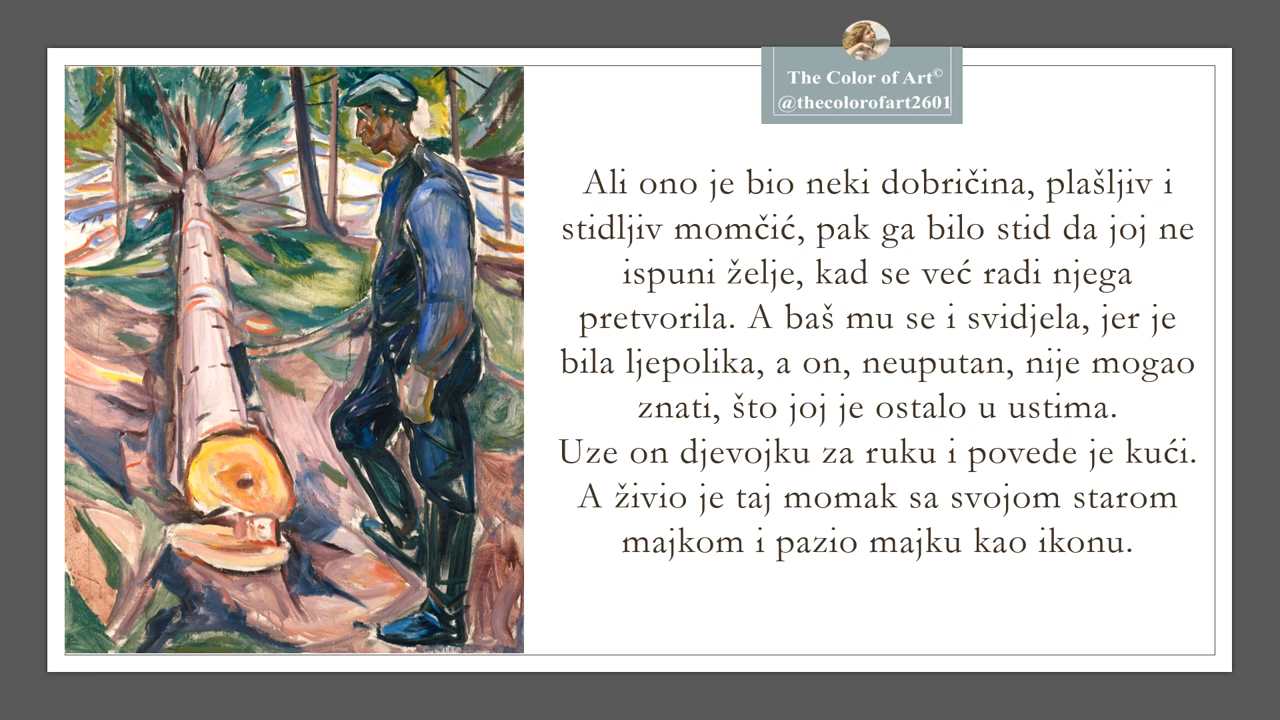 The Color of Art©
@thecolorofart2601
Ali ono je bio neki dobričina, plašljiv i
stidljiv momčić, pak ga bilo stid da joj ne
ispuni želje, kad se već radi njega
pretvorila. A baš mu se i svidjela, jer je
bila ljepolika, a on, neuputan, nije mogao
znati, što joj je ostalo u ustima.
Uze on djevojku za ruku i povede je kući.
A živio je taj momak sa svojom starom
majkom i pazio majku kao ikonu.